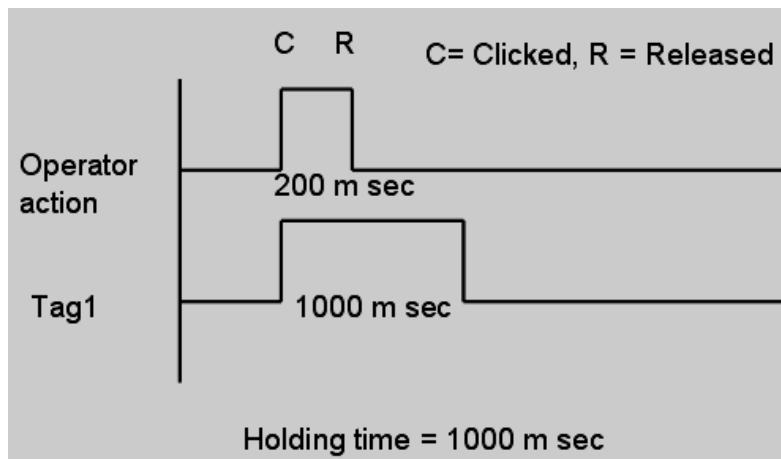 C R
C= Clicked, R = Released
Operator
action
200 m sec
Tag1
1000 m sec
Holding time = 1000 m sec